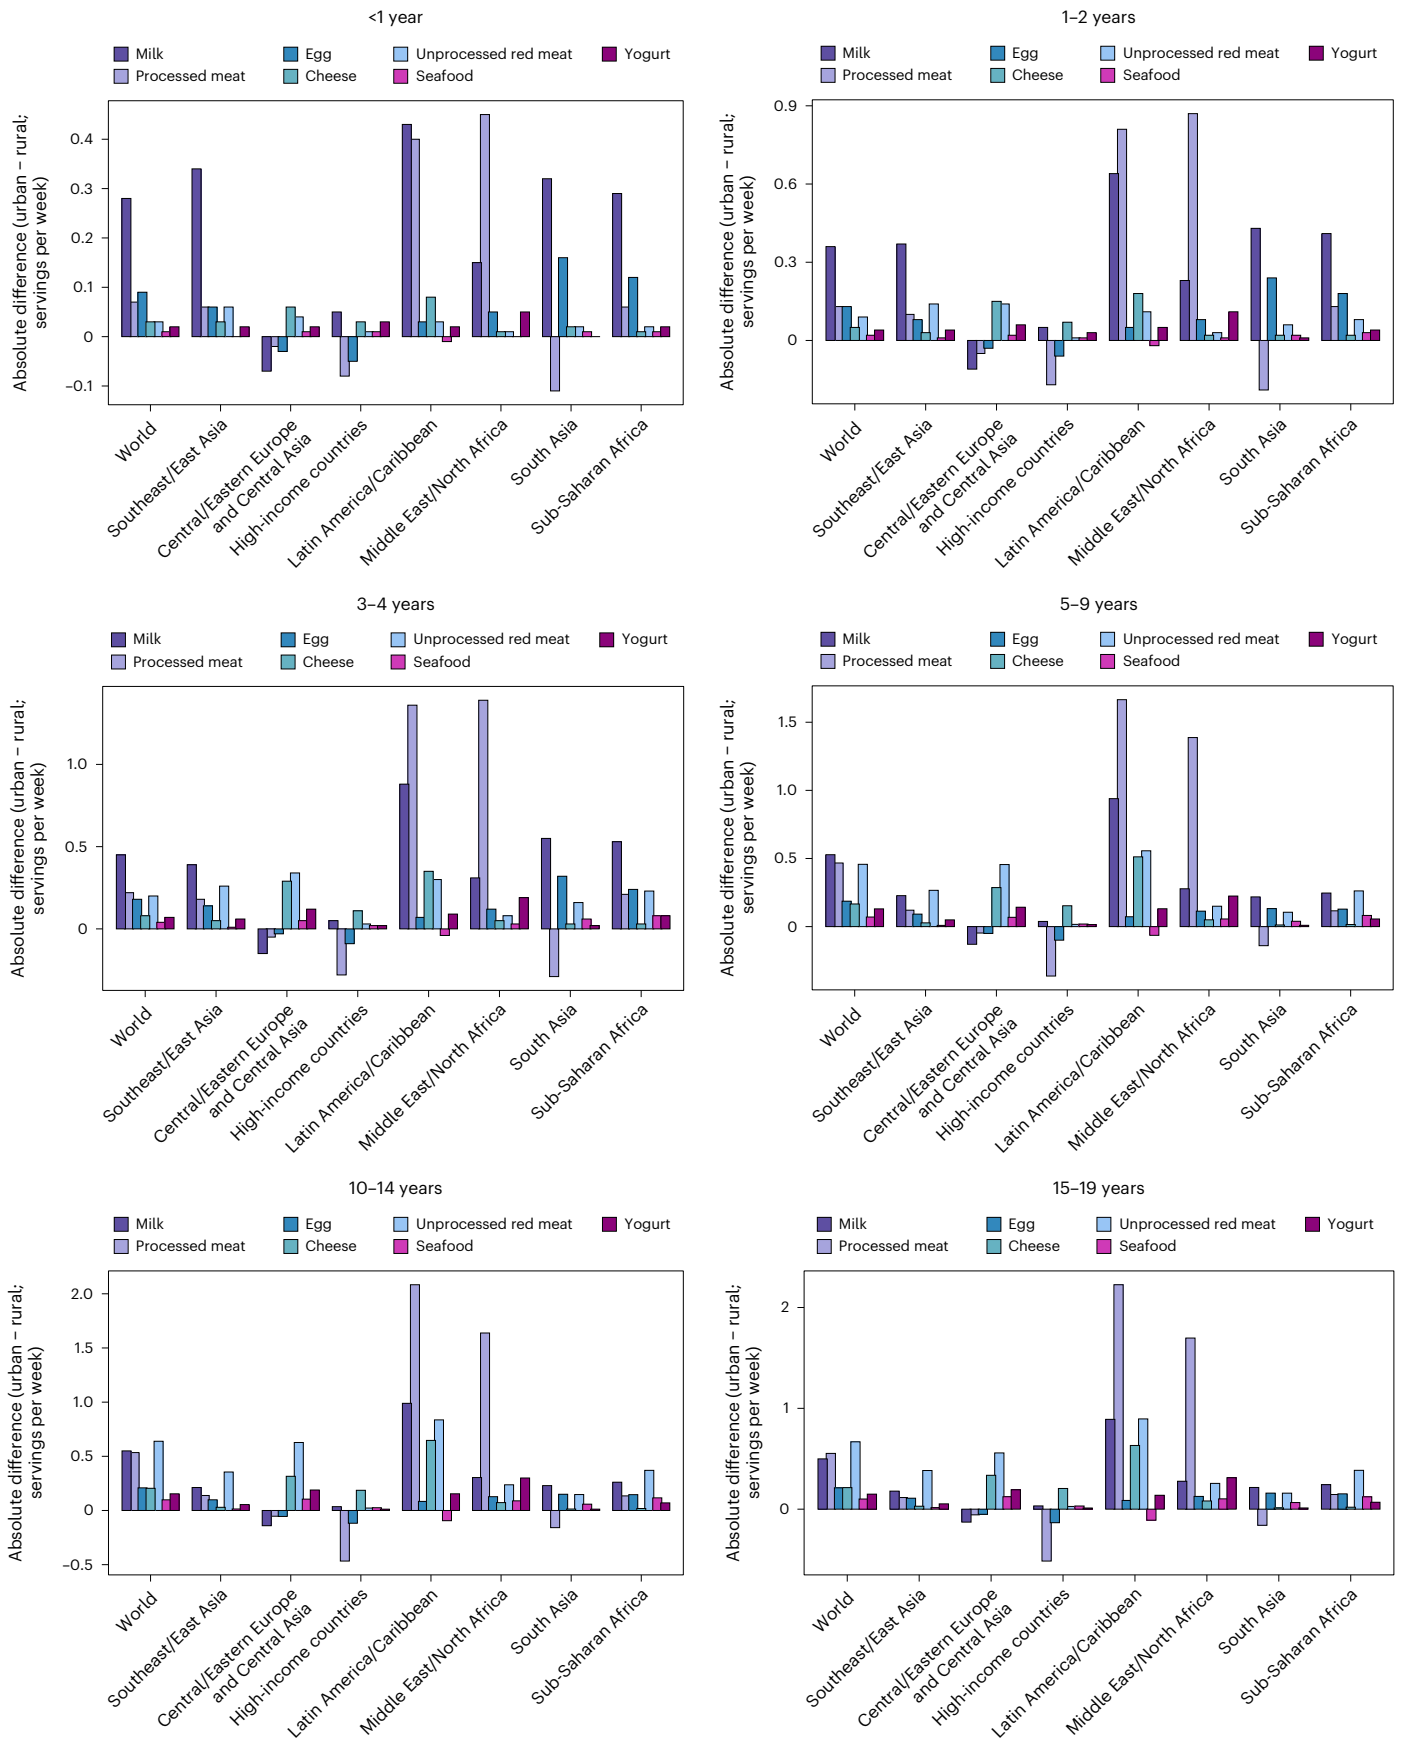 <1 year
Milk Egg Unprocessed red meat Yogurt
Processed meat Cheese Seafood
Absolute difference (urban – rural;
servings per week)
0.4
0.3
0.2
0.1
0
–0.1
World
Southeast/East Asia
Central/Eastern Europe
and Central Asia
High-income countries
Latin America/Caribbean
Middle East/North Africa
South Asia
Sub-Saharan Africa
1–2 years
Milk Egg Unprocessed red meat Yogurt
Processed meat Cheese Seafood
Absolute difference (urban – rural;
servings per week)
0.9
0.6
0.3
0
World
Southeast/East Asia
Central/Eastern Europe
and Central Asia
High-income countries
Latin America/Caribbean
Middle East/North Africa
South Asia
Sub-Saharan Africa
3–4 years
Milk Egg Unprocessed red meat Yogurt
Processed meat Cheese Seafood
Absolute difference (urban – rural;
servings per week)
1.0
0.5
0
World
Southeast/East Asia
Central/Eastern Europe
and Central Asia
High-income countries
Latin America/Caribbean
Middle East/North Africa
South Asia
Sub-Saharan Africa
5–9 years
Milk Egg Unprocessed red meat Yogurt
Processed meat Cheese Seafood
Absolute difference (urban – rural;
servings per week)
1.5
1.0
0.5
0
World
Southeast/East Asia
Central/Eastern Europe
and Central Asia
High-income countries
Latin America/Caribbean
Middle East/North Africa
South Asia
Sub-Saharan Africa
10–14 years
Milk Egg Unprocessed red meat Yogurt
Processed meat Cheese Seafood
Absolute difference (urban – rural;
servings per week)
2.0
1.5
1.0
0.5
0
–0.5
World
Southeast/East Asia
Central/Eastern Europe
and Central Asia
High-income countries
Latin America/Caribbean
Middle East/North Africa
South Asia
Sub-Saharan Africa
15–19 years
Milk Egg Unprocessed red meat Yogurt
Processed meat Cheese Seafood
Absolute difference (urban – rural;
servings per week)
2
1
0
World
Southeast/East Asia
Central/Eastern Europe
and Central Asia
High-income countries
Latin America/Caribbean
Middle East/North Africa
South Asia
Sub-Saharan Africa